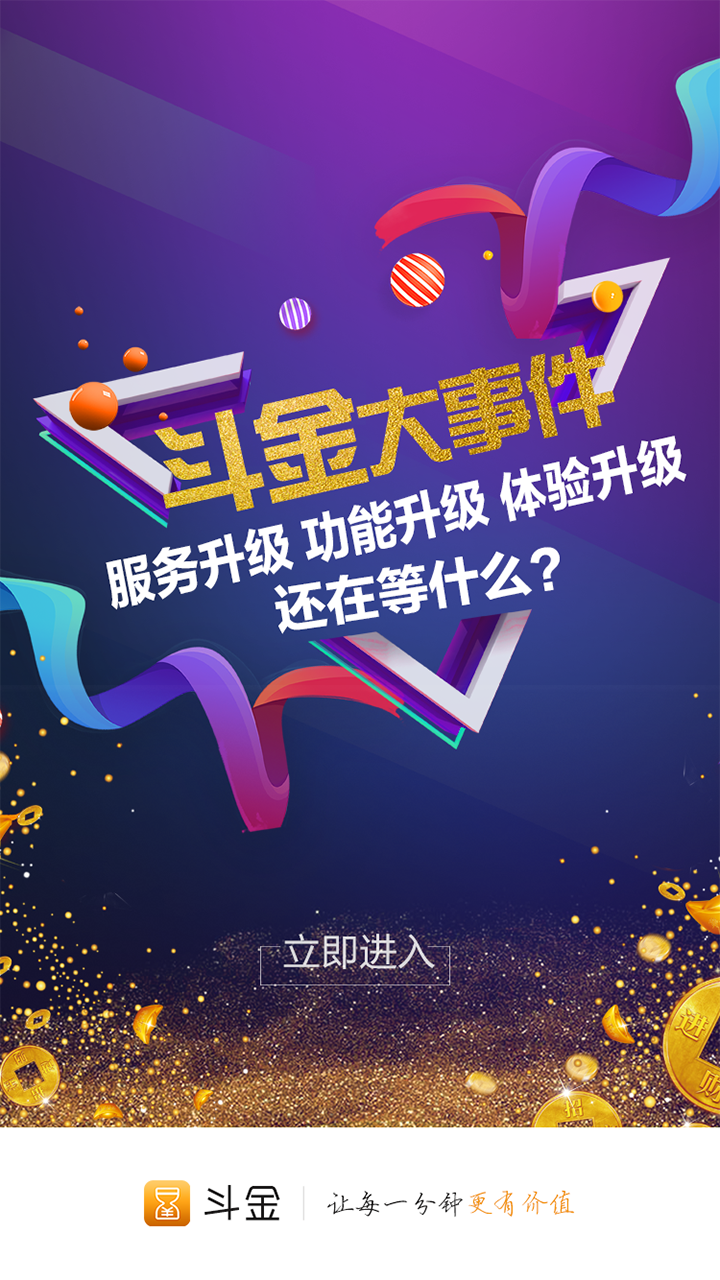 斗金大事件
服务升级 功能升级 体验升级
还在等什么？
立即进入
进
财
招
斗金
让每一分钟更有价值